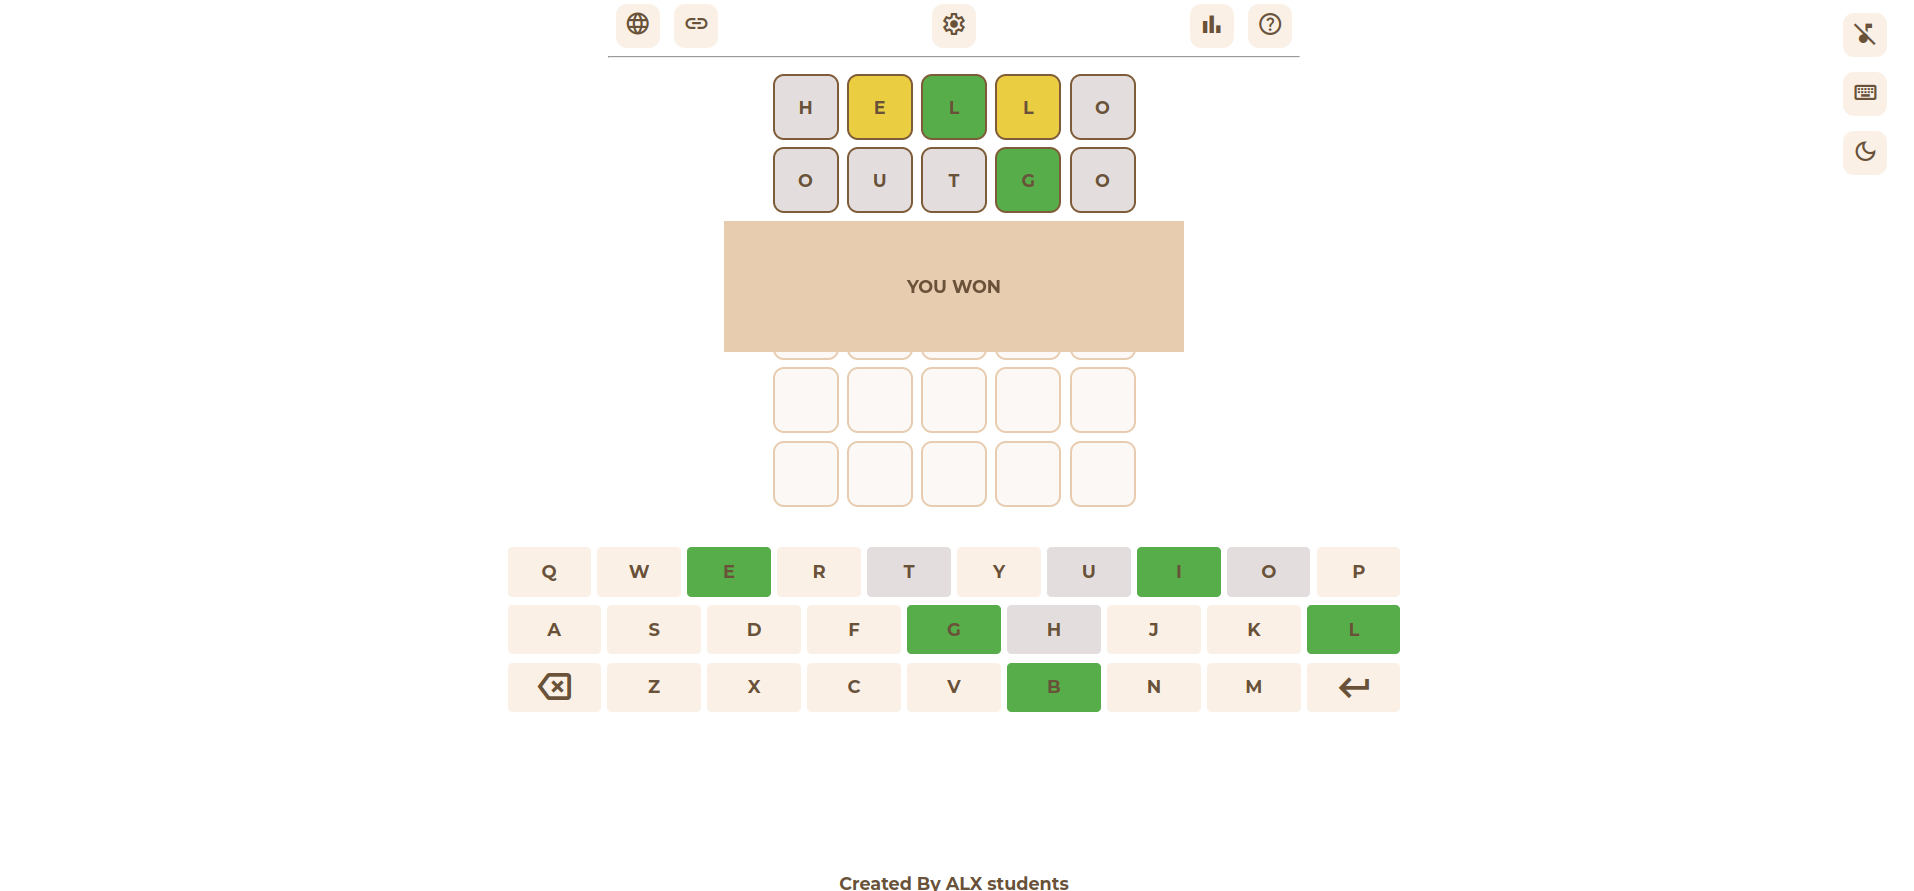 H E L L O
O U T G O
YOU WON
Q W E R T Y U I O P
A S D F G H J K L
Z X C V B N M
Created By ALX students